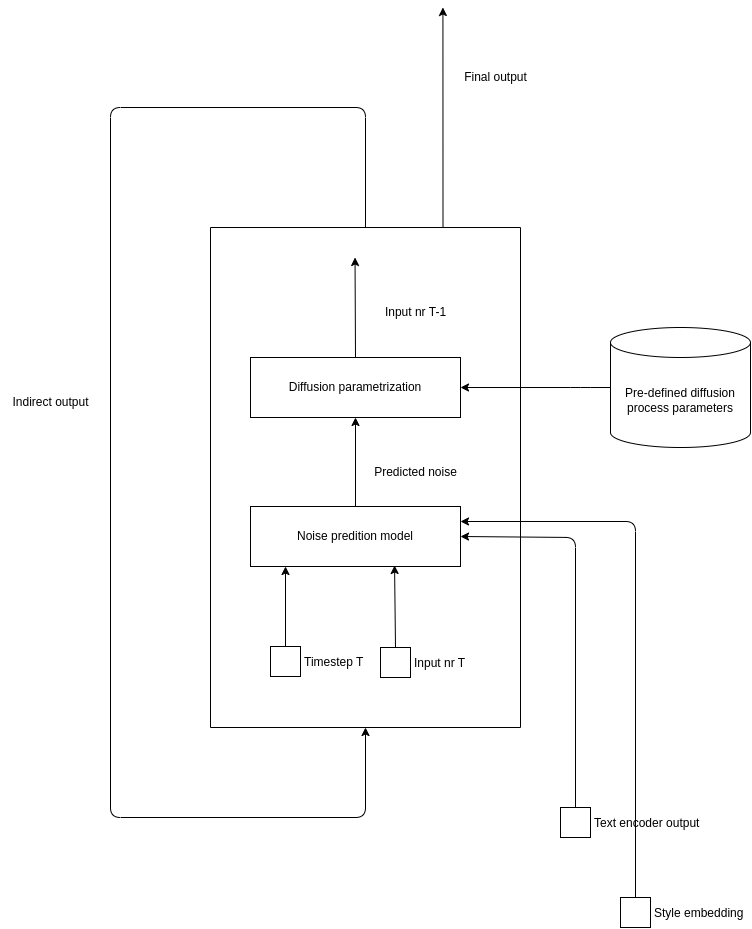 Final output
Input nr T-1
Diffusion parametrization
Pre-defined diffusion
process parameters
Indirect output
Predicted noise
Noise predition model
Timestep T
Input nr T
Text encoder output
Style embedding